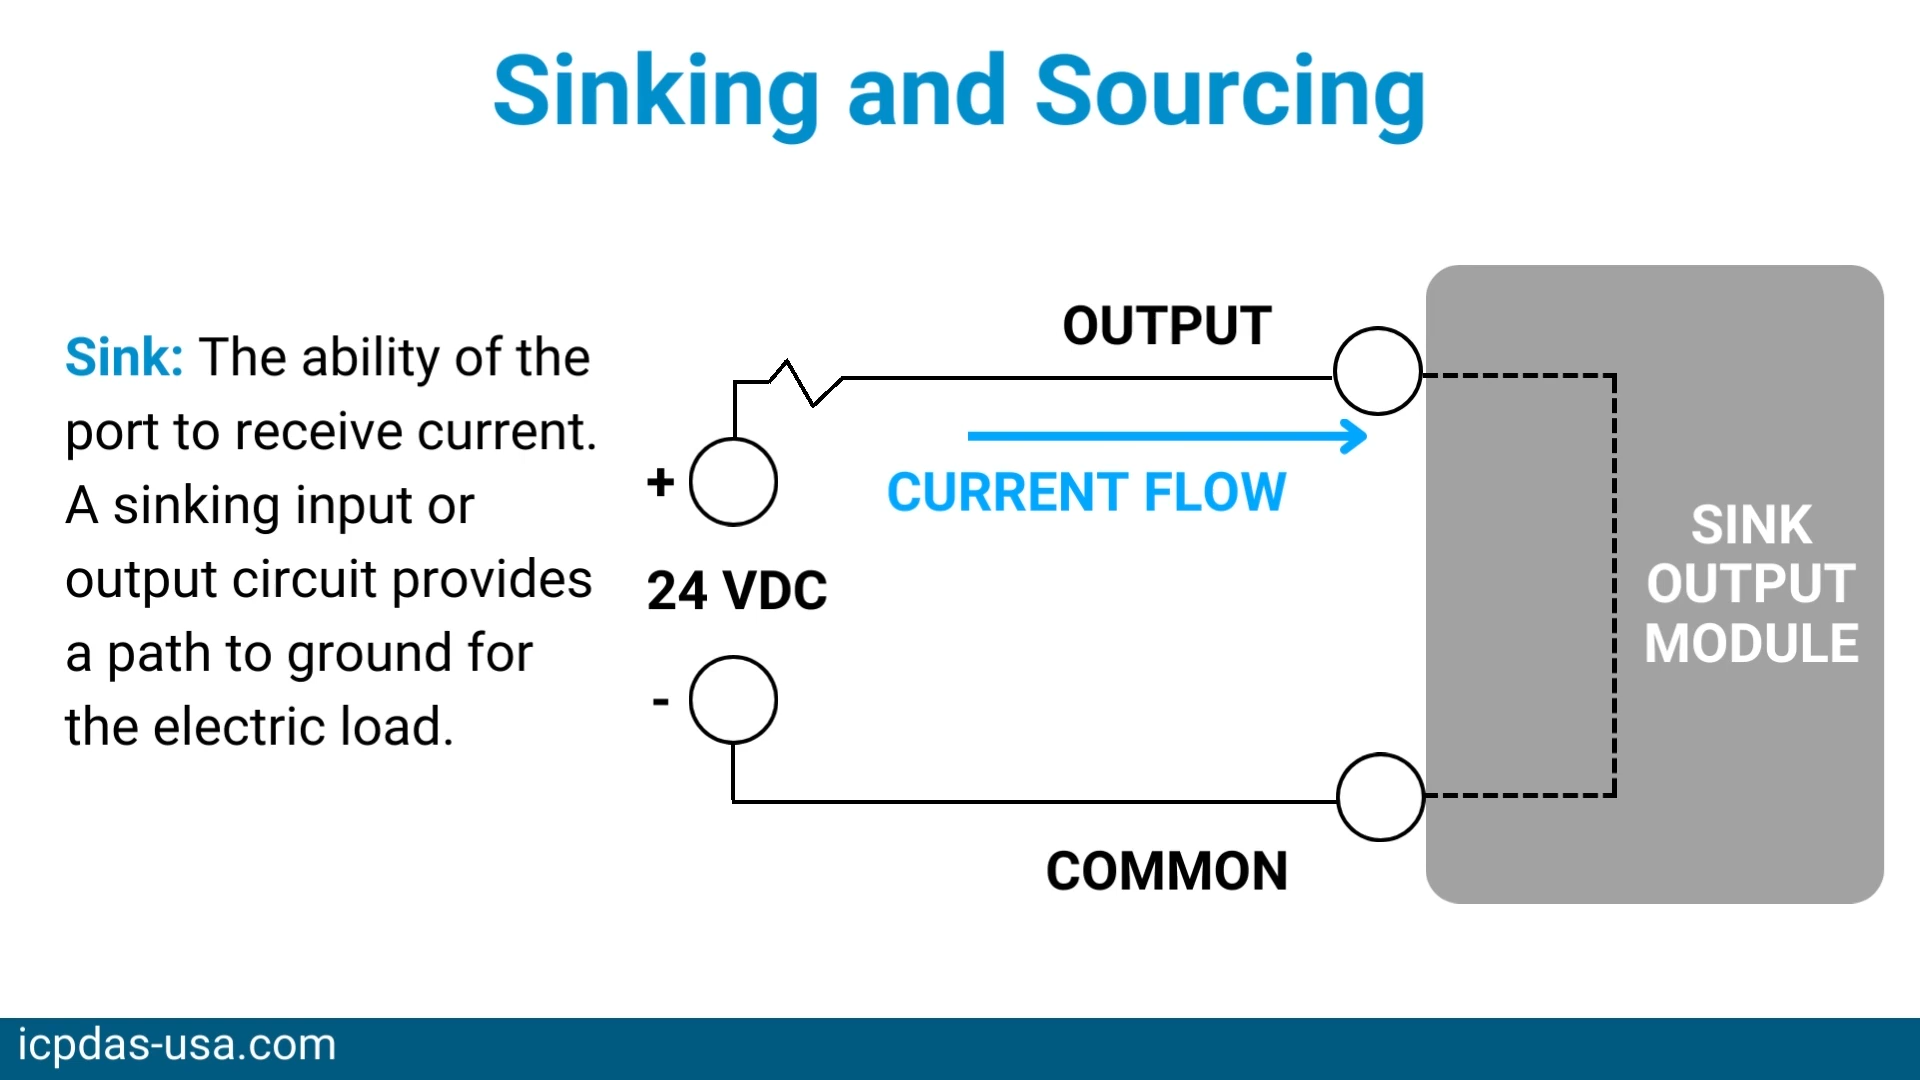 Sinking and Sourcing
Sink: The ability of the
port to receive current.
A sinking input or
output circuit provides
a path to ground for
the electric load.
OUTPUT
CURRENT FLOW
+
24 VDC
-
COMMON
SINK
OUTPUT
MODULE
icpdas-usa.com